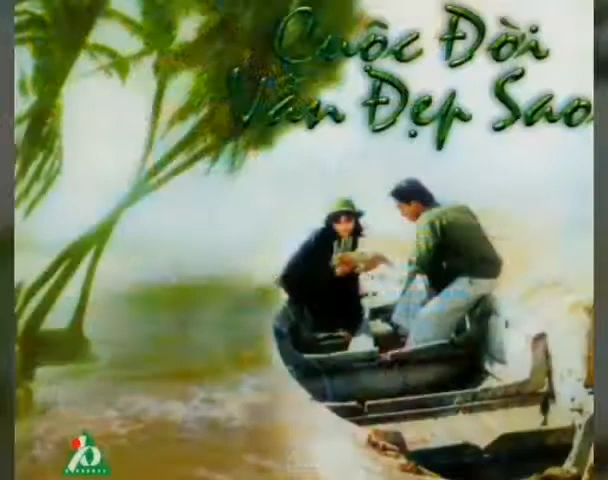 Cuộc Đời
Vẫn Đẹp Sao